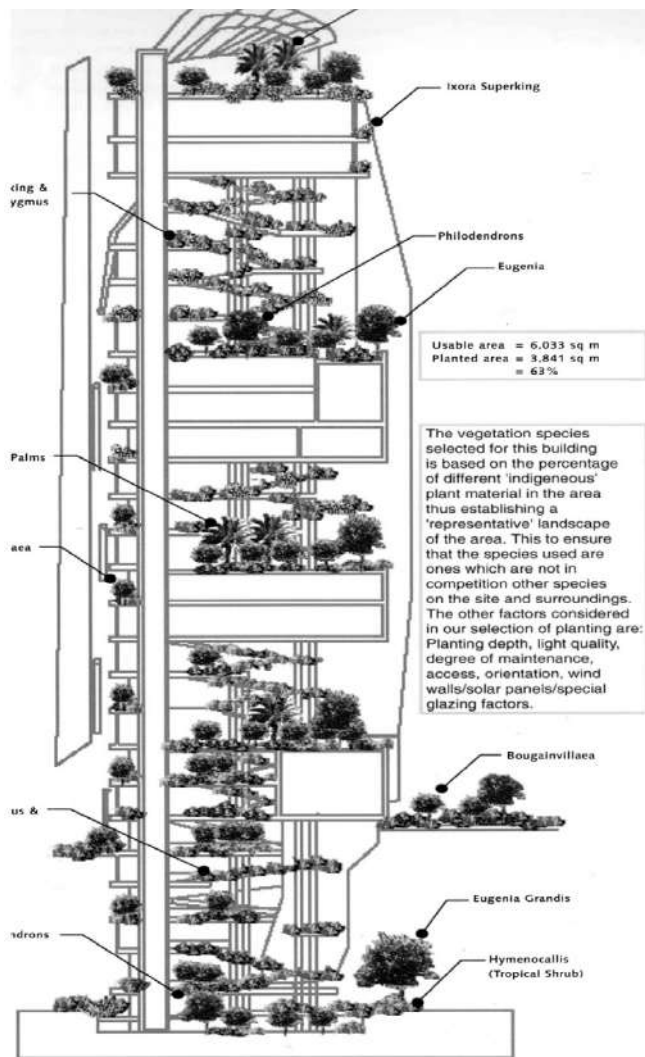 Ixora Superking
king &
ygmus
Philodendrons
Eugenia
Usable area = 6,033 sq m
Planted area = 3,841 sq m
= 63%
The vegetation species
selected for this building
is based on the percentage
of different 'indigeneous'
plant material in the area
thus establishing a
'representative' landscape
of the area. This to ensure
that the species used are
ones which are not in
competition other species
on the site and surroundings.
The other factors considered
in our selection of planting are:
Planting depth, light quality,
degree of maintenance,
access, orientation, wind
walls/solar panels/special
glazing factors.
Palms
aea
Bougainvillaea
us &
Eugenia Grandis
ndrons
Hymenocallis
(Tropical Shrub)